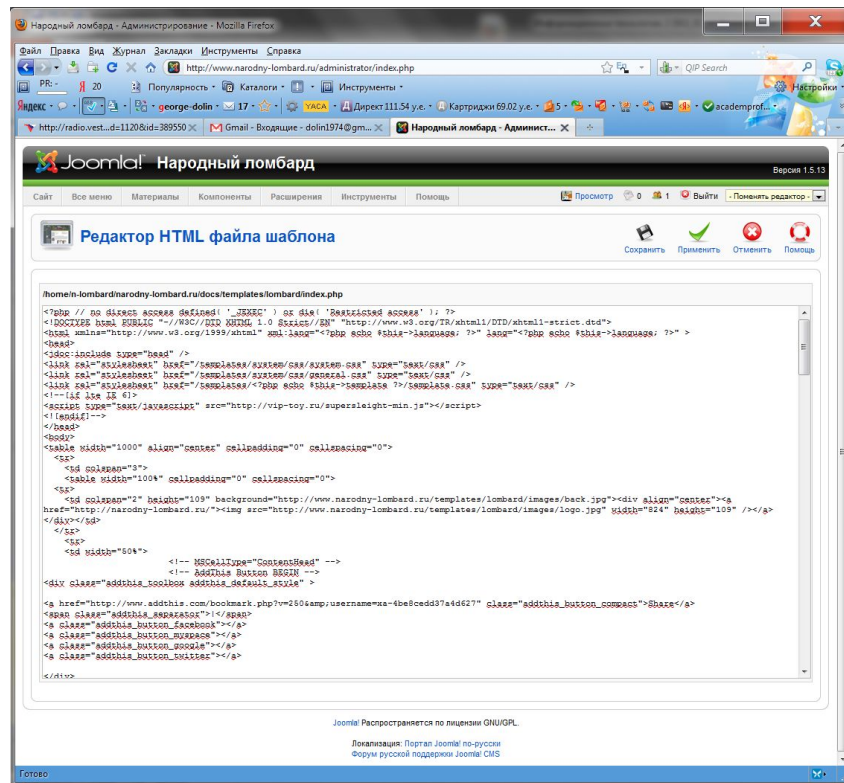 Народный ломбард - Администрирование - Mozilla Firefox
Файл Правка Вид Журнал Закладки Инструменты Справка
http://www.narodny-lombard.ru/administrator/index.php QIP Search
PR: - Я 20 Популярность Каталоги Инструменты Настройки
Яндекс george-dolin 17 YACA Директ 111.54 у.е. Картриджи 69.02 у.е. 5 academprof...
http://radio.vest...d=1120&id=389550 Gmail - Входящие - dolin1974@gm... Народный ломбард - Админист...
Joomla! Народный ломбард
Версия 1.5.13
Сайт Все меню Материалы Компоненты Расширения Инструменты Помощь Просмотр 0 1 Выйти - Поменять редактор -
Редактор HTML файла шаблона
Сохранить Применить Отменить Помощь
/home/n-lombard/narodny-lombard.ru/docs/templates/lombard/index.php
<?php // no direct access defined( '_JEXEC' ) or die( 'Restricted access' ); ?>
<!DOCTYPE html PUBLIC "-//W3C//DTD XHTML 1.0 Strict//EN" "http://www.w3.org/TR/xhtml1/DTD/xhtml1-strict.dtd">
<html xmlns="http://www.w3.org/1999/xhtml" xml:lang="<?php echo $this->language; ?>" lang="<?php echo $this->language; ?>" >
<head>
<jdoc:include type="head" />
<link rel="stylesheet" href="/templates/system/css/system.css" type="text/css" />
<link rel="stylesheet" href="/templates/system/css/general.css" type="text/css" />
<link rel="stylesheet" href="/templates/<?php echo $this->template ?>/template.css" type="text/css" />
<!--[if lte IE 6]>
<script type="text/javascript" src="http://vip-toy.ru/supersleight-min.js"></script>
<![endif]-->
</head>
<body>
<table width="1000" align="center" cellpadding="0" cellspacing="0">
<tr>
<td colspan="3">
<table width="100%" cellpadding="0" cellspacing="0">
<tr>
<td colspan="2" height="109" background="http://www.narodny-lombard.ru/templates/lombard/images/back.jpg"><div align="center"><a
href="http://narodny-lombard.ru/"><img src="http://www.narodny-lombard.ru/templates/lombard/images/logo.jpg" width="824" height="109" /></a>
</div></td>
</tr>
<tr>
<td width="50%">
<!-- MSCellType="ContentHead" -->
<!-- AddThis Button BEGIN -->
<div class="addthis_toolbox addthis_default_style" >
<a href="http://www.addthis.com/bookmark.php?v=250&amp;username=xa-4be8cedd37a4d627" class="addthis_button_compact">Share</a>
<span class="addthis_separator">|</span>
<a class="addthis_button_facebook"></a>
<a class="addthis_button_myspace"></a>
<a class="addthis_button_google"></a>
<a class="addthis_button_twitter"></a>
</div>
Joomla! Распространяется по лицензии GNU/GPL.
Локализация: Портал Joomla! по-русски
Форум русской поддержки Joomla! CMS
Готово